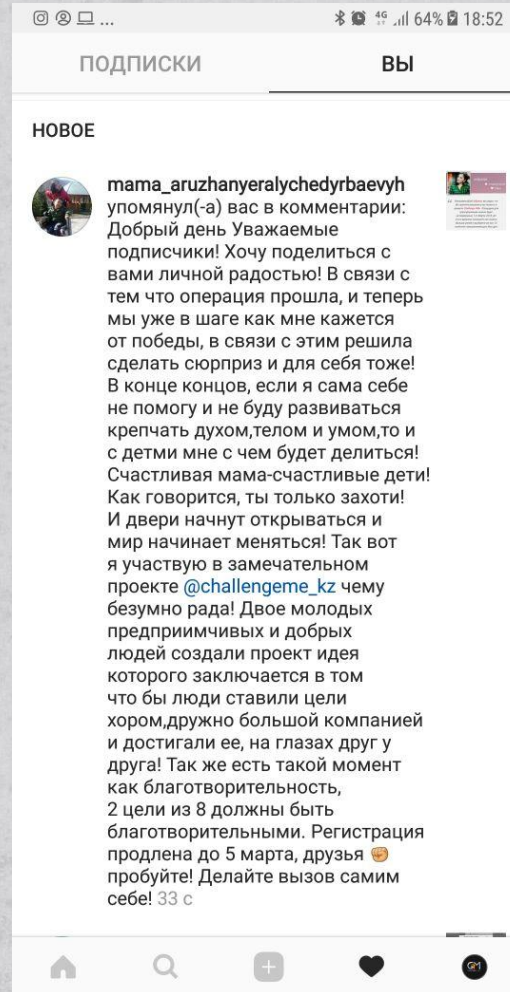 ... 4G 64% 18:52
ПОДПИСКИ ВЫ
НОВОЕ
mama_aruzhanyeralychedyrbaevyh
упомянул(-а) вас в комментарии:
Добрый день Уважаемые
подписчики! Хочу поделиться с
вами личной радостью! В связи с
тем что операция прошла, и теперь
мы уже в шаге как мне кажется
от победы, в связи с этим решила
сделать сюрприз и для себя тоже!
В конце концов, если я сама себе
не помогу и не буду развиваться
крепчать духом,телом и умом,то и
с детми мне с чем будет делиться!
Счастливая мама-счастливые дети!
Как говорится, ты только захоти!
И двери начнут открываться и
мир начинает меняться! Так вот
я участвую в замечательном
проекте @challengeme_kz чему
безумно рада! Двое молодых
предприимчивых и добрых
людей создали проект идея
которого заключается в том
что бы люди ставили цели
хором,дружно большой компанией
и достигали ее, на глазах друг у
друга! Так же есть такой момент
как благотворительность,
2 цели из 8 должны быть
благотворительными. Регистрация
продлена до 5 марта, друзья ✊
пробуйте! Делайте вызов самим
себе! 33 с